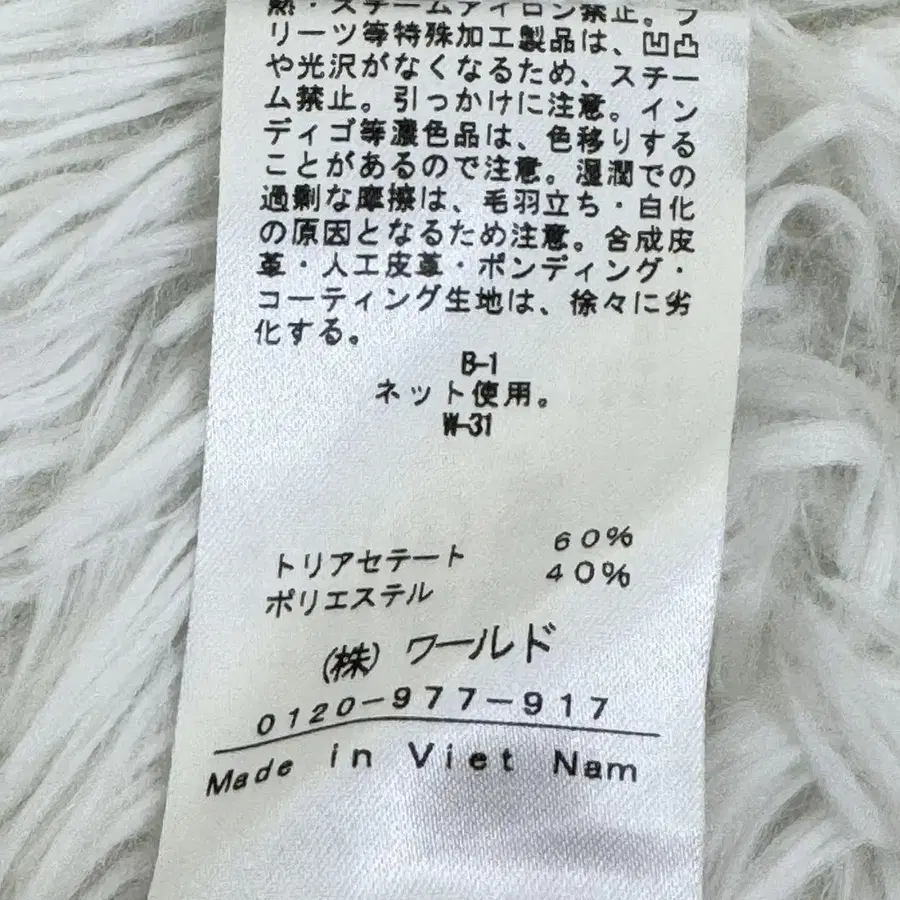 熱・スチームアイロン禁止。プ
リーツ等特殊加工製品は、凹凸
や光沢がなくなるため、スチー
ム禁止。引っかけに注意。イン
ディゴ等濃色品は、色移りする
ことがあるので注意。湿潤での
過剰な摩擦は、毛羽立ち・白化
の原因となるため注意。合成皮
革・人工皮革・ボンディング・
コーティング生地は、徐々に劣
化する。
B-1
ネット使用。
W-31
トリアセテート 60%
ポリエステル 40%
(株) ワールド
0120-977-917
Made in Viet Nam